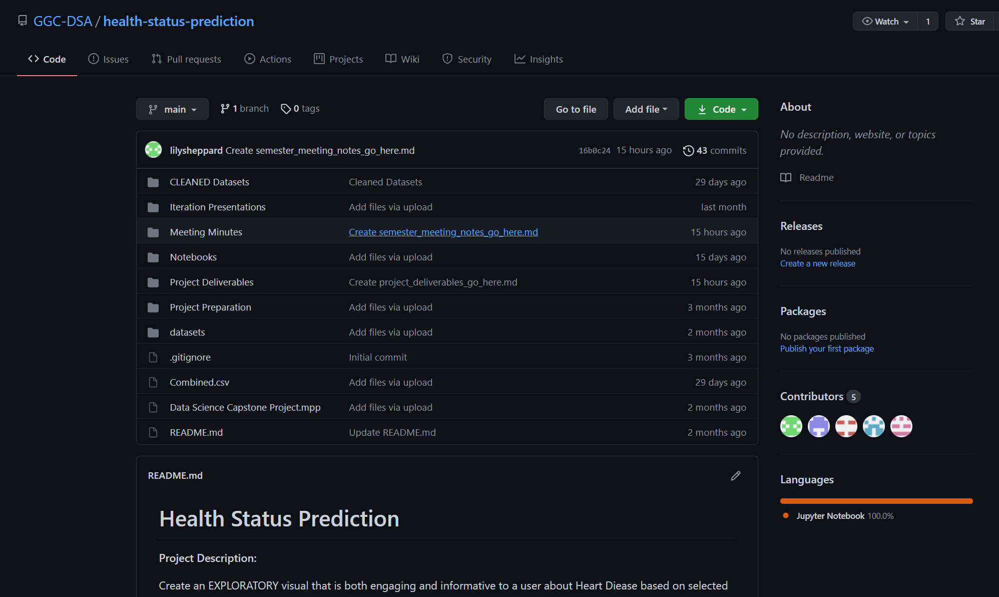 GGC-DSA / health-status-prediction
Watch 1 Star
Code Issues Pull requests Actions Projects Wiki Security Insights
main 1 branch 0 tags Go to file Add file Code
lilysheppard Create semester_meeting_notes_go_here.md 16b0c24 15 hours ago 43 commits
CLEANED Datasets Cleaned Datasets 29 days ago
Iteration Presentations Add files via upload last month
Meeting Minutes Create semester_meeting_notes_go_here.md 15 hours ago
Notebooks Add files via upload 15 days ago
Project Deliverables Create project_deliverables_go_here.md 15 hours ago
Project Preparation Add files via upload 3 months ago
datasets Add files via upload 2 months ago
.gitignore Initial commit 3 months ago
Combined.csv Add files via upload 29 days ago
Data Science Capstone Project.mpp Add files via upload 2 months ago
README.md Update README.md 2 months ago
README.md
Health Status Prediction
Project Description:
Create an EXPLORATORY visual that is both engaging and informative to a user about Heart Diease based on selected
About
No description, website, or topics
provided.
Readme
Releases
No releases published
Create a new release
Packages
No packages published
Publish your first package
Contributors 5
Languages
Jupyter Notebook 100.0%